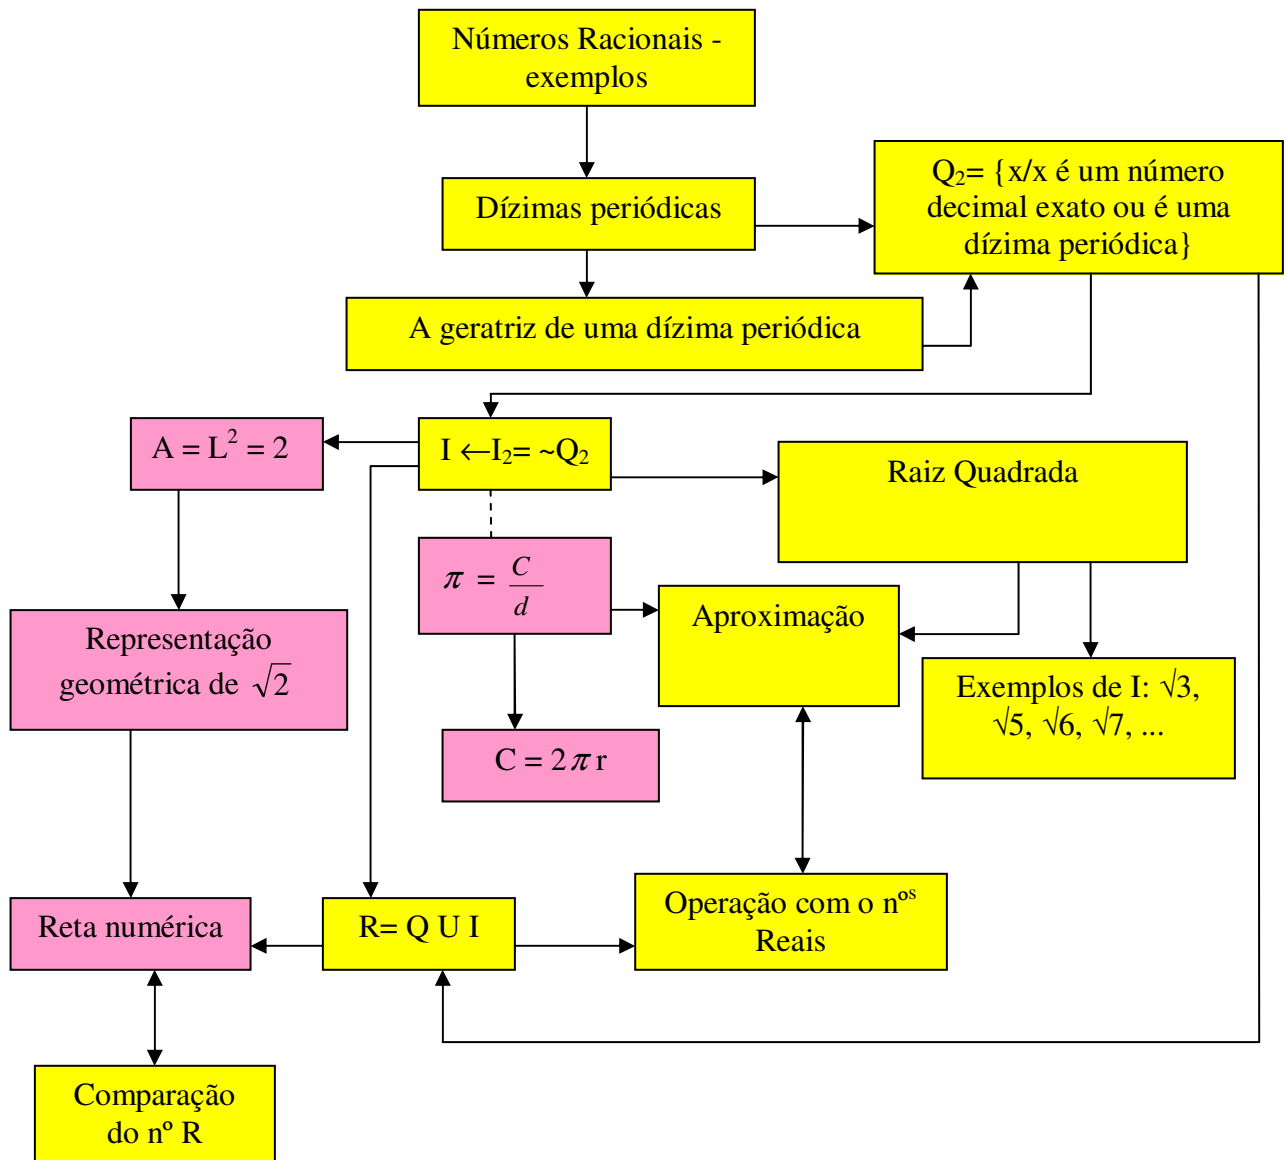 Números Racionais -
exemplos
Dízimas periódicas
Q₂= {x/x é um número
decimal exato ou é uma
dízima periódica}
A geratriz de uma dízima periódica
A = L² = 2
I ←I₂= ~Q₂
Raiz Quadrada
π = C/d
Aproximação
Representação
geométrica de √2
Exemplos de I: √3,
√5, √6, √7, ...
C = 2πr
Reta numérica
R= Q U I
Operação com o nºˢ
Reais
Comparação
do nº R